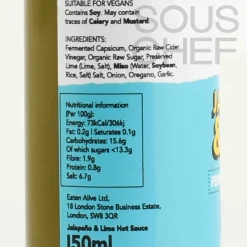 SUITABLE FOR VEGANS
Contains Soy. May contain
traces of Celery and Mustard.
SOUS
CHEF
INGREDIENTS:
Fermented Capsicum, Organic Raw Cider
Vinegar, Organic Raw Sugar, Preserved
Lime (Lime, Salt), Miso (Water, Soybean,
Rice, Salt) Salt, Onion, Oregano, Garlic.
Nutritional information
(Per 100g):
Energy: 73kCal/306kj
Fat: 0.2g | Saturates 0.1g
Carbohydrates: 15.6g
Of which sugars <13.3g
Fibre: 1.9g
Protein: 0.8g
Salt: 6.7g
Eaten Alive Ltd,
18 London Stone Business Estate,
London, SW8 3QR
Jalapeño & Lime Hot Sauce
150ml